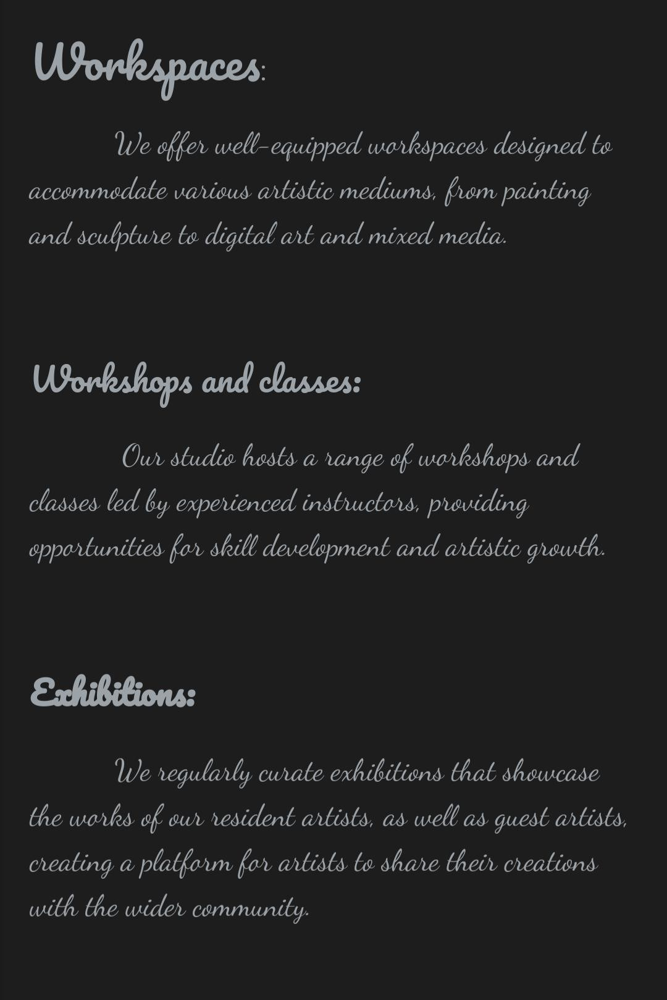 Workspaces:
We offer well-equipped workspaces designed to
accommodate various artistic mediums, from painting
and sculpture to digital art and mixed media.
Workshops and classes:
Our studio hosts a range of workshops and
classes led by experienced instructors, providing
opportunities for skill development and artistic growth.
Exhibitions:
We regularly curate exhibitions that showcase
the works of our resident artists, as well as guest artists,
creating a platform for artists to share their creations
with the wider community.